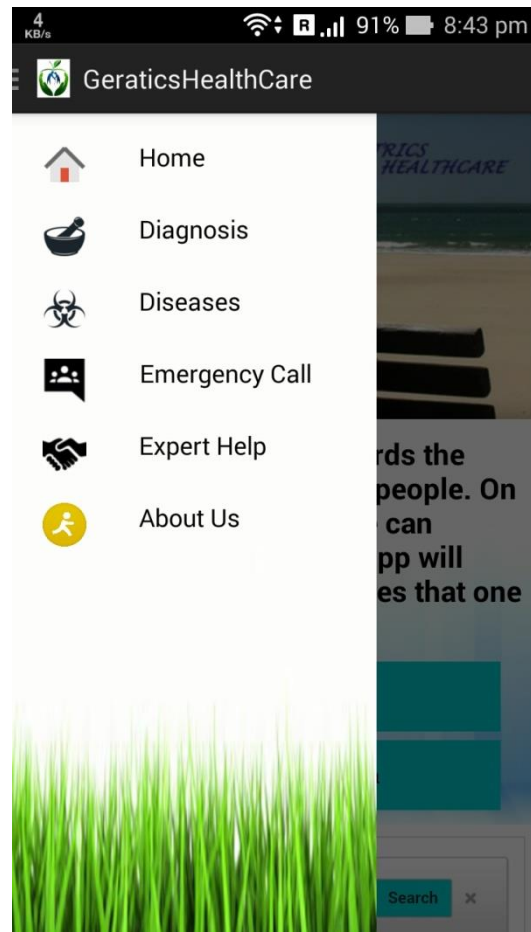 4
KB/s
R
91%
8:43 pm
GeraticsHealthCare
Home
Diagnosis
Diseases
Emergency Call
Expert Help
About Us
TRICS
HEALTHCARE
rds the
people. On
can
pp will
es that one
Search
×